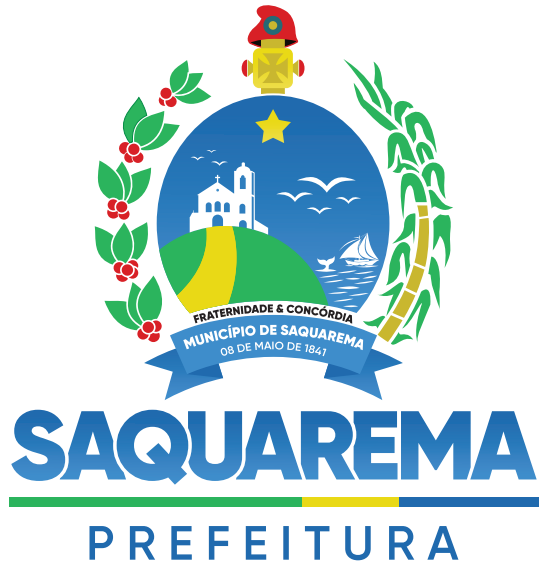 FRATERNIDADE & CONCÓRDIA
MUNICÍPIO DE SAQUAREMA
08 DE MAIO DE 1841
SAQUAREMA
PREFEITURA